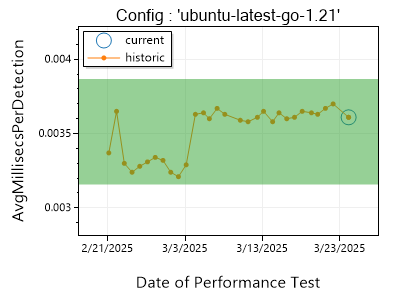 Config : 'ubuntu-latest-go-1.21'
current
historic
AvgMillisecsPerDetection
0.004
0.0035
0.003
2/21/2025
3/3/2025
3/13/2025
3/23/2025
Date of Performance Test